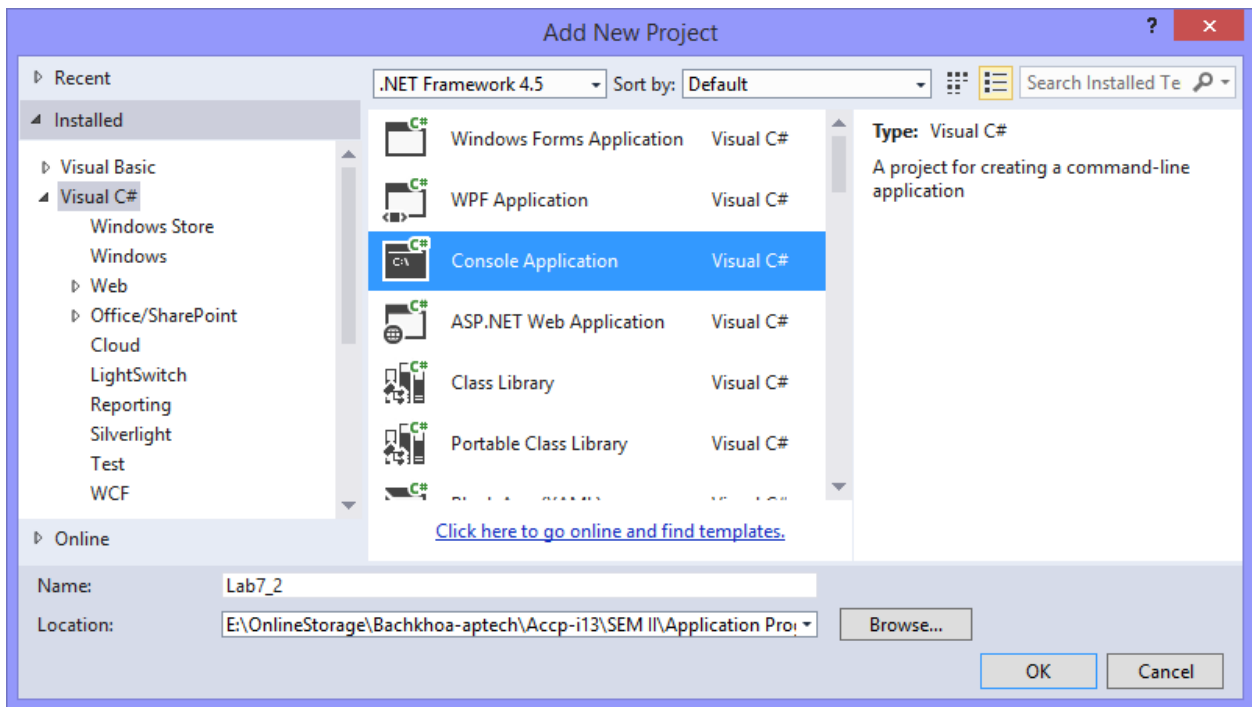 Add New Project
?
Recent
.NET Framework 4.5
Sort by:
Default
Search Installed Te
Installed
Visual Basic
Visual C#
Windows Store
Windows
Web
Office/SharePoint
Cloud
LightSwitch
Reporting
Silverlight
Test
WCF
Online
C# Windows Forms Application Visual C#
C# WPF Application Visual C#
C# C:\ Console Application Visual C#
C# ASP.NET Web Application Visual C#
C# Class Library Visual C#
C# Portable Class Library Visual C#
C#
Click here to go online and find templates.
Type: Visual C#
A project for creating a command-line
application
Name: Lab7_2
Location: E:\OnlineStorage\Bachkhoa-aptech\Accp-i13\SEM II\Application
Browse...
OK Cancel